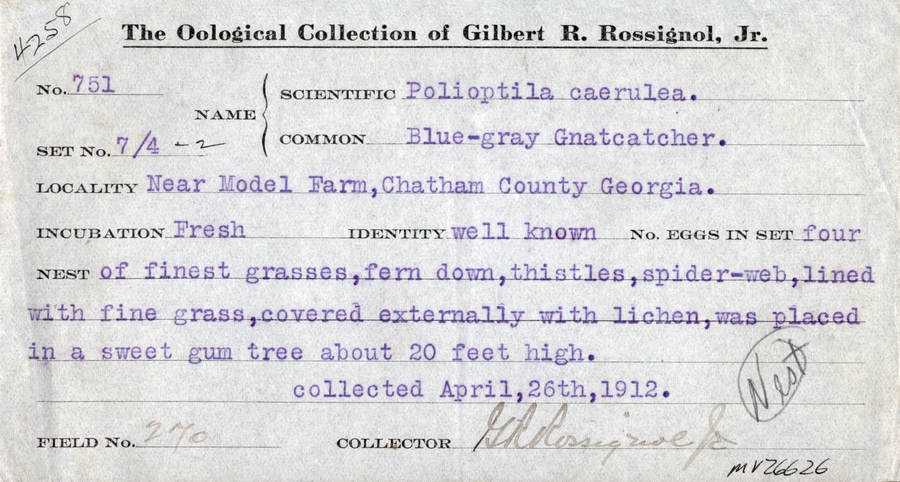 4258
The Oological Collection of Gilbert R. Rossignol, Jr.
No. 751
NAME
SCIENTIFIC Polioptila caerulea.
COMMON Blue-gray Gnatcatcher.
SET No. 7/4 -2
LOCALITY Near Model Farm,Chatham County Georgia.
INCUBATION Fresh IDENTITY well known No. EGGS IN SET four
NEST of finest grasses,fern down,thistles,spider-web,lined
with fine grass,covered externally with lichen,was placed
in a sweet gum tree about 20 feet high.
collected April,26th,1912.
Nest
FIELD No. 270 COLLECTOR G R Rossignol Jr
MV26626